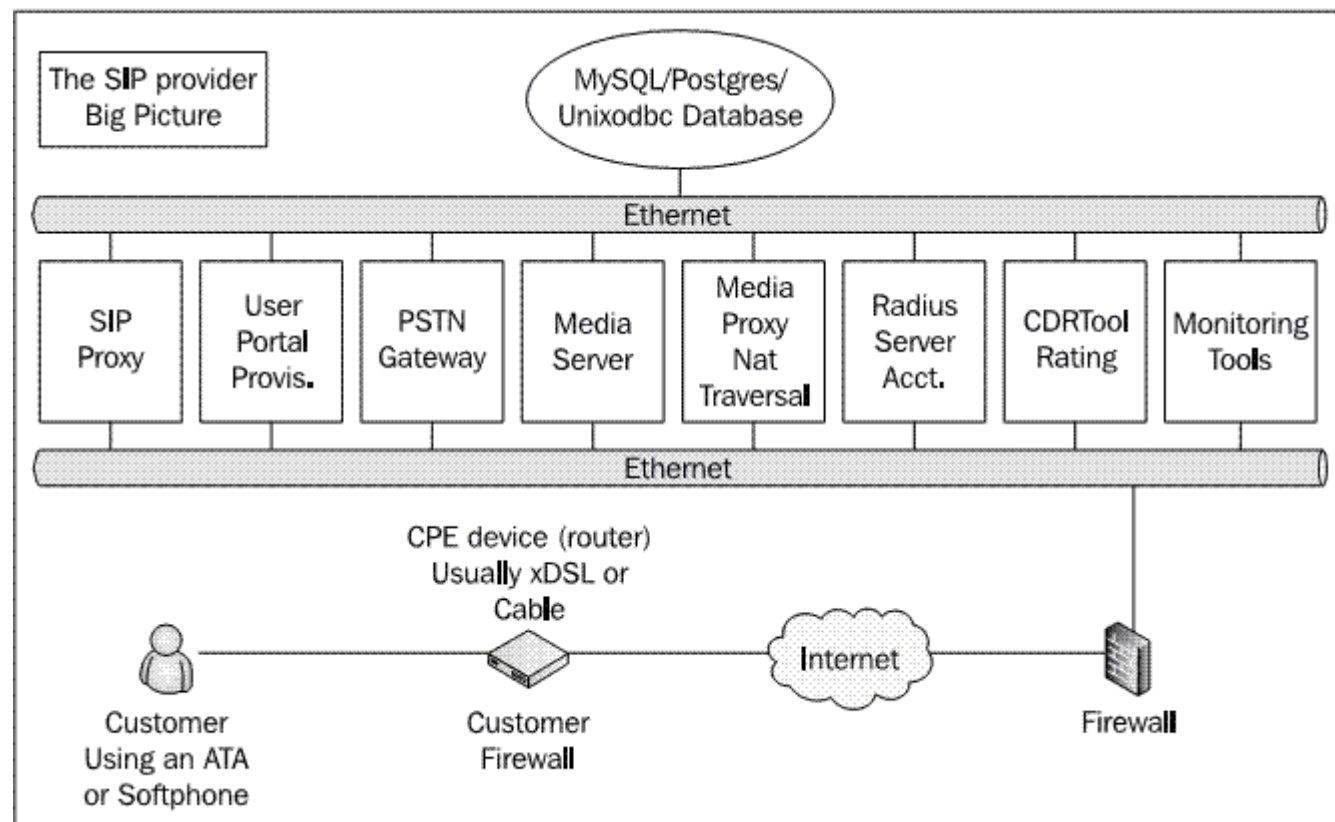 The SIP provider
Big Picture
MySQL/Postgres/
Unixodbc Database
Ethernet
SIP
Proxy
User
Portal
Provis.
PSTN
Gateway
Media
Server
Media
Proxy
Nat
Traversal
Radius
Server
Acct.
CDRTool
Rating
Monitoring
Tools
Ethernet
CPE device (router)
Usually xDSL or
Cable
Internet
Customer
Using an ATA
or Softphone
Customer
Firewall
Firewall